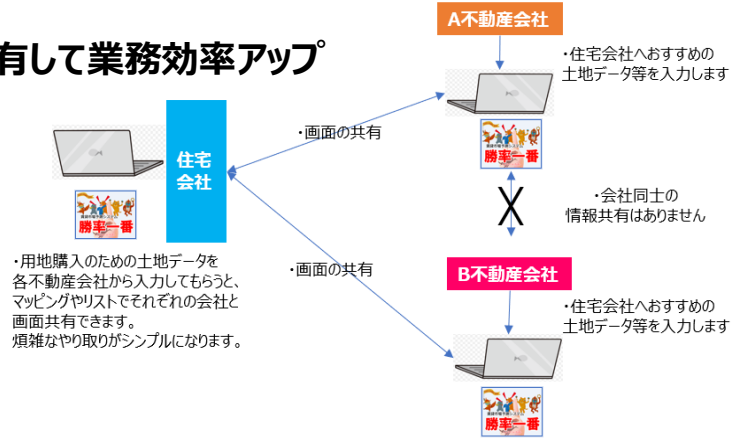 有して業務効率アップ
A不動産会社
・住宅会社へおすすめの
土地データ等を入力します
・画面の共有
住宅
会社
勝率一番
勝率一番
・会社同士の
情報共有はありません
・用地購入のための土地データを
各不動産会社から入力してもらうと、
マッピングやリストでそれぞれの会社と
画面共有できます。
煩雑なやり取りがシンプルになります。
・画面の共有
B不動産会社
・住宅会社へおすすめの
土地データ等を入力します
勝率一番